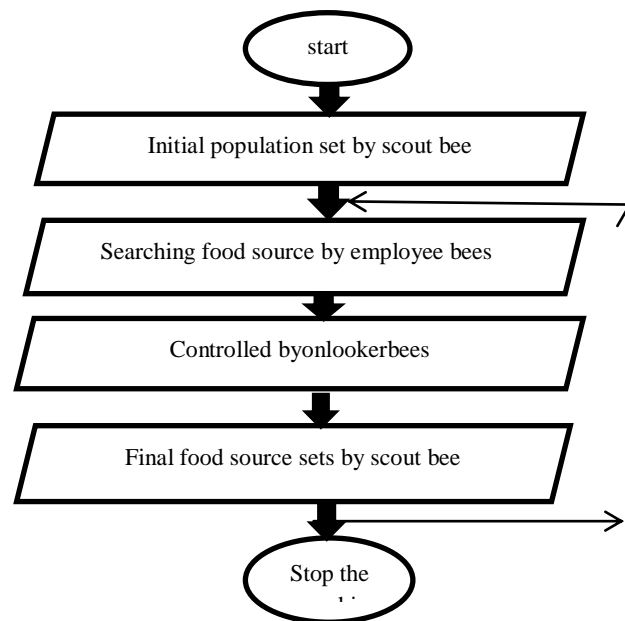 start
Initial population set by scout bee
Searching food source by employee bees
Controlled byonlookerbees
Final food source sets by scout bee
Stop the